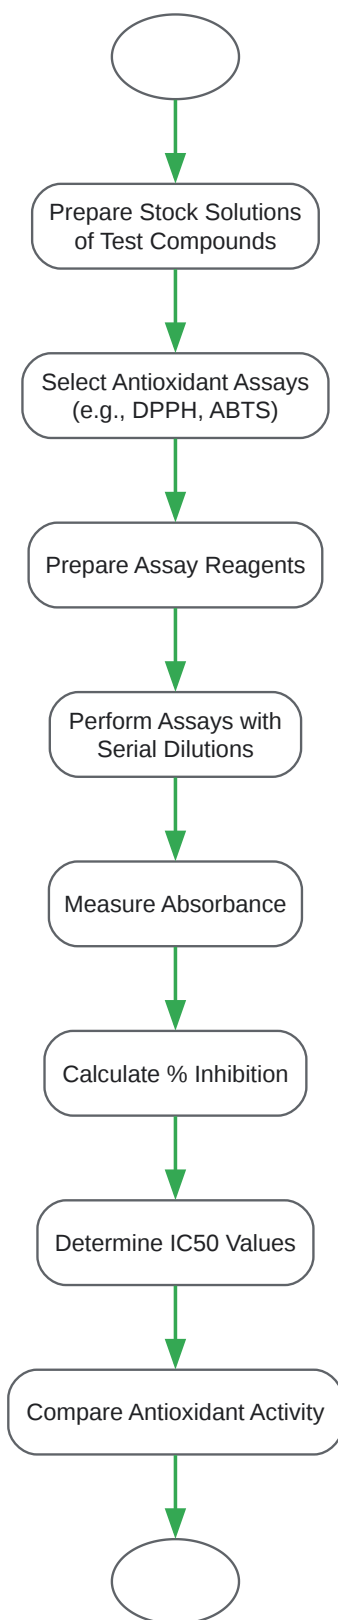 Prepare Stock Solutions
of Test Compounds
Select Antioxidant Assays
(e.g., DPPH, ABTS)
Prepare Assay Reagents
Perform Assays with
Serial Dilutions
Measure Absorbance
Calculate % Inhibition
Determine IC50 Values
Compare Antioxidant Activity